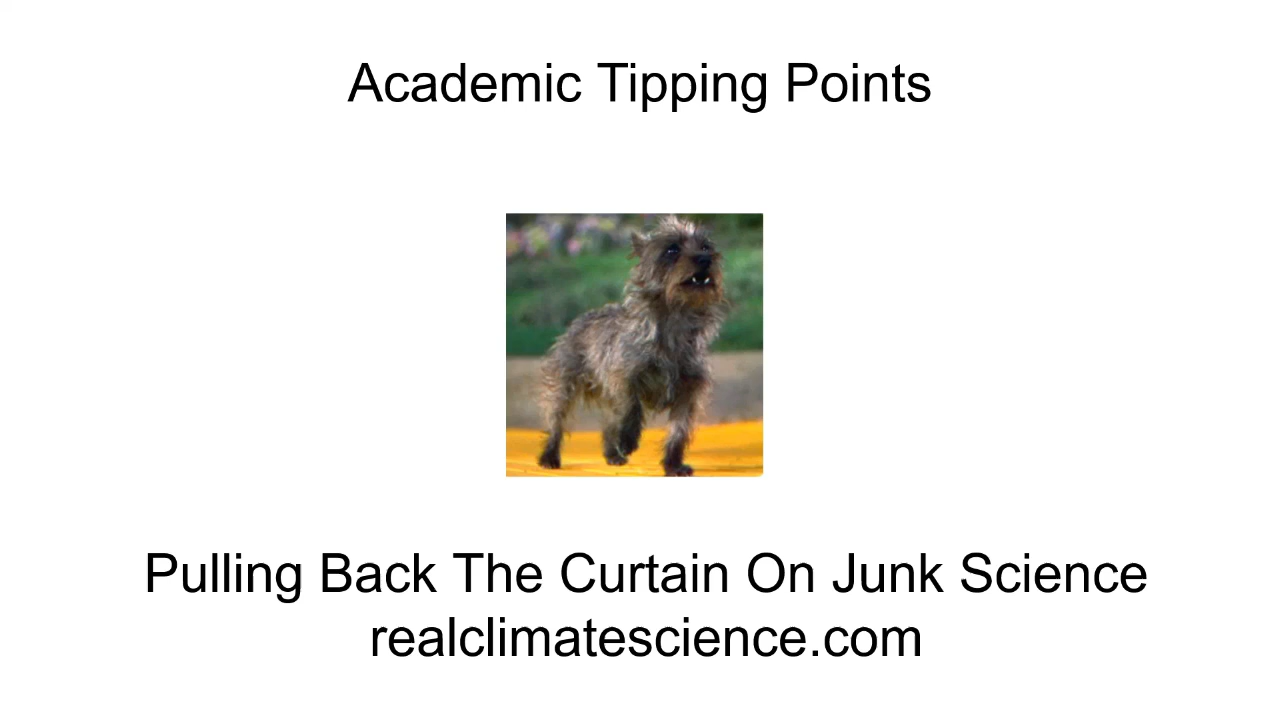 Academic Tipping Points
Pulling Back The Curtain On Junk Science
realclimatescience.com